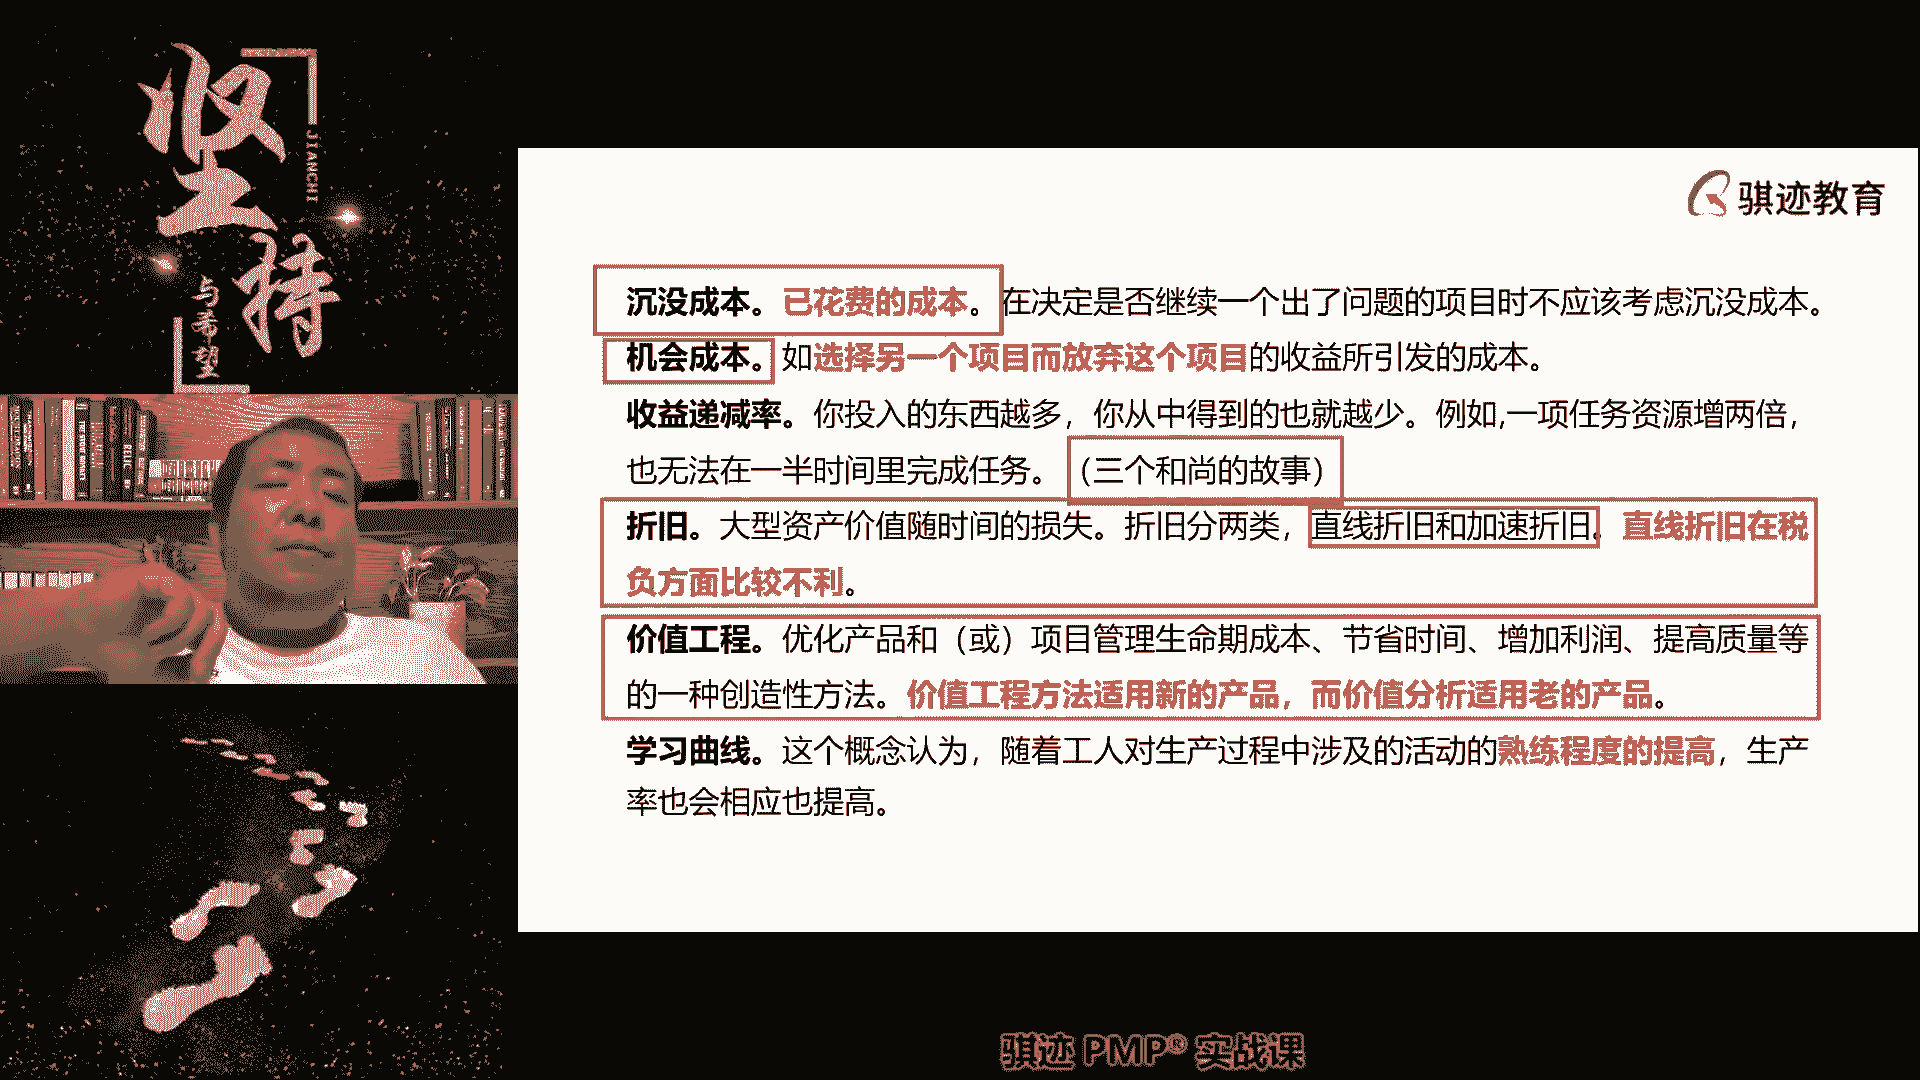 坚
持
JIANCHI
与希望
骐迹教育
沉没成本。已花费的成本。在决定是否继续一个出了问题的项目时不应该考虑沉没成本。
机会成本。如选择另一个项目而放弃这个项目的收益所引发的成本。
收益递减率。你投入的东西越多，你从中得到的也就越少。例如,一项任务资源增两倍，
也无法在一半时间里完成任务。（三个和尚的故事）
折旧。大型资产价值随时间的损失。折旧分两类，直线折旧和加速折旧。直线折旧在税
负方面比较不利。
价值工程。优化产品和（或）项目管理生命期成本、节省时间、增加利润、提高质量等
的一种创造性方法。价值工程方法适用新的产品，而价值分析适用老的产品。
学习曲线。这个概念认为，随着工人对生产过程中涉及的活动的熟练程度的提高，生产
率也会相应也提高。
骐迹 PMP® 实战课